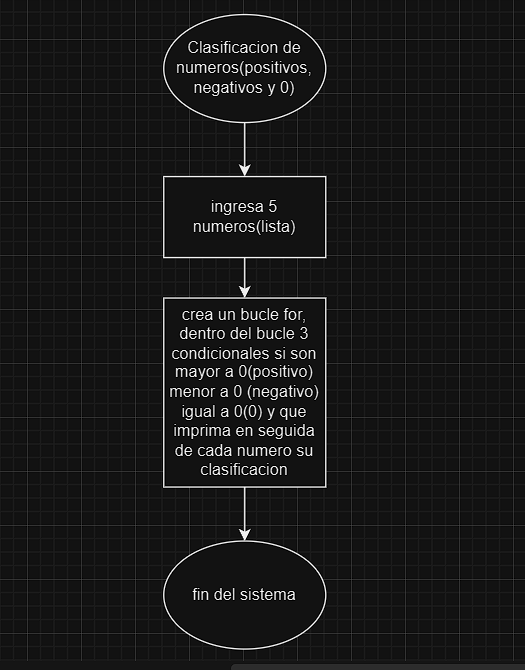 Clasificacion de
numeros(positivos,
negativos y 0)
ingresa 5
numeros(lista)
crea un bucle for,
dentro del bucle 3
condicionales si son
mayor a 0(positivo)
menor a 0 (negativo)
igual a 0(0) y que
imprima en seguida
de cada numero su
clasificacion
fin del sistema